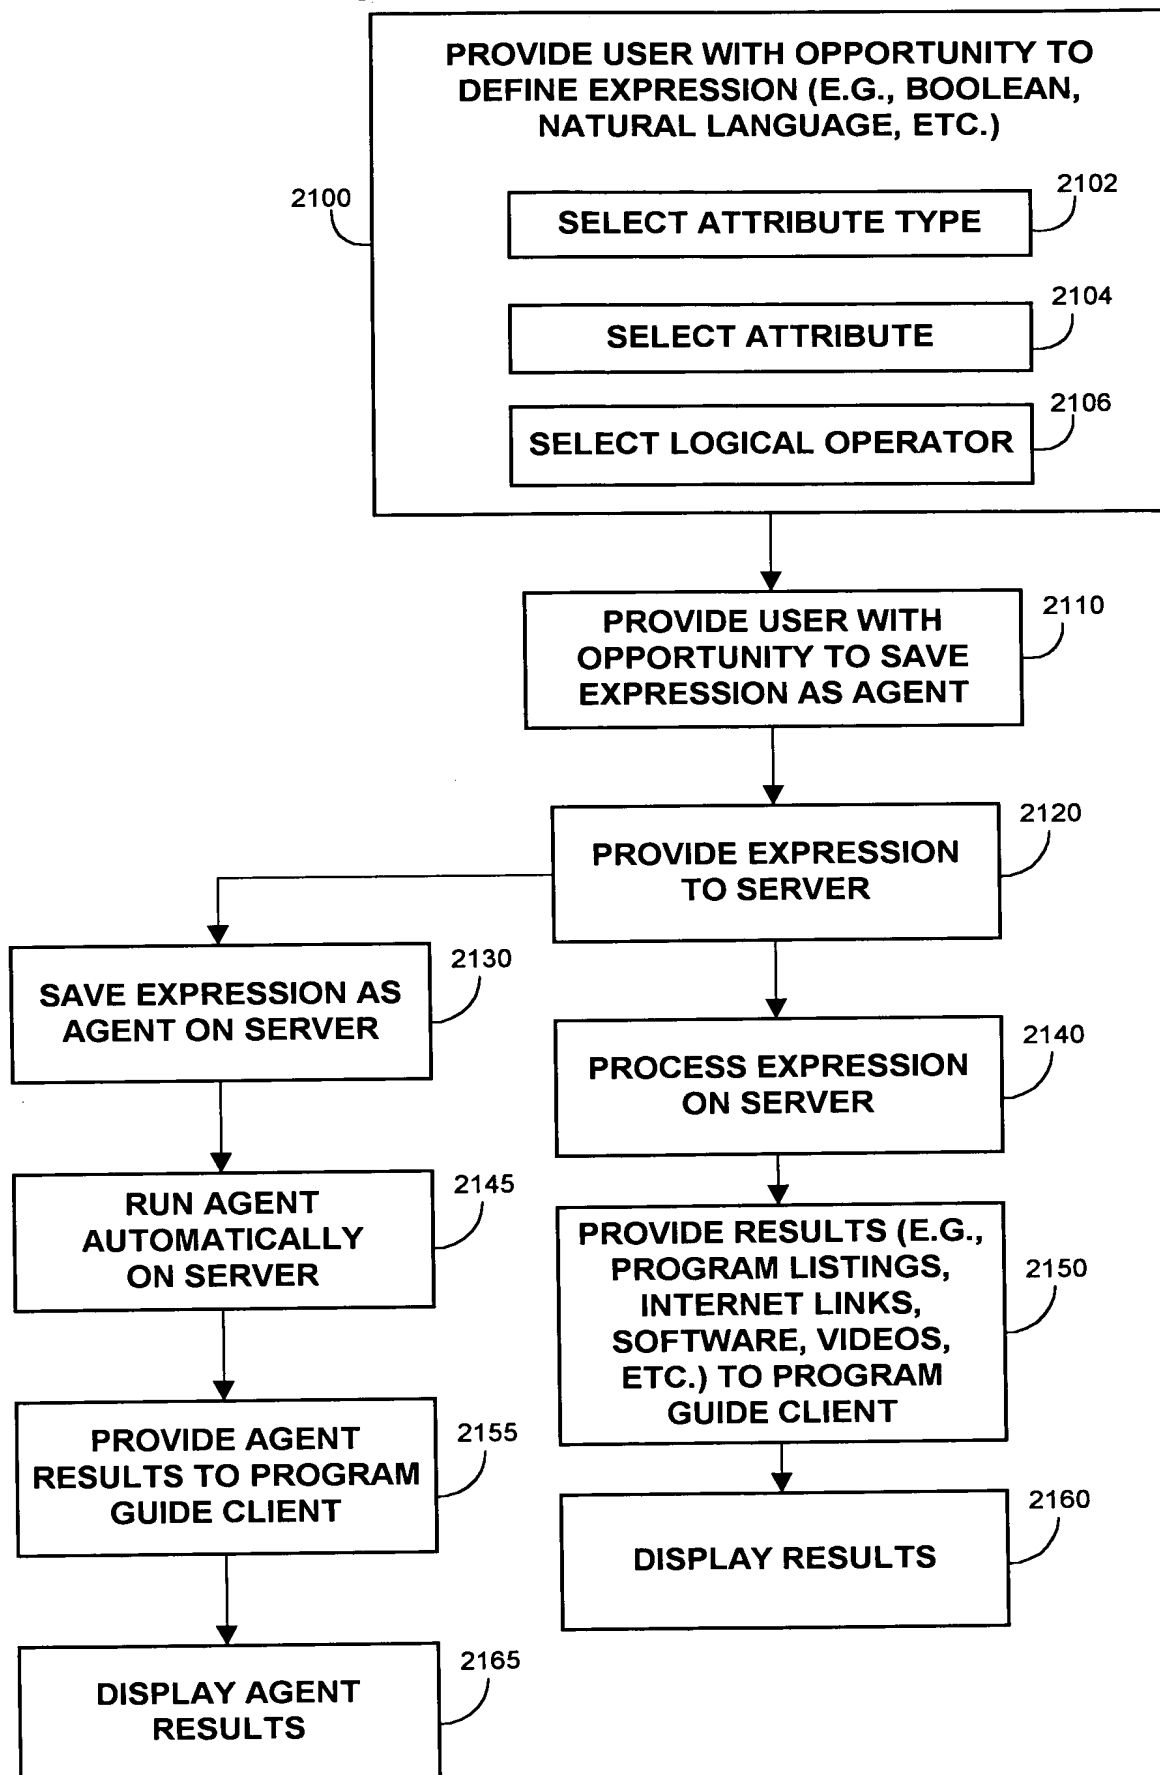 PROVIDE USER WITH OPPORTUNITY TO
DEFINE EXPRESSION (E.G., BOOLEAN,
NATURAL LANGUAGE, ETC.)
2100
2102
SELECT ATTRIBUTE TYPE
2104
SELECT ATTRIBUTE
2106
SELECT LOGICAL OPERATOR
2110
PROVIDE USER WITH
OPPORTUNITY TO SAVE
EXPRESSION AS AGENT
2120
PROVIDE EXPRESSION
TO SERVER
2130
SAVE EXPRESSION AS
AGENT ON SERVER
2140
PROCESS EXPRESSION
ON SERVER
2145
RUN AGENT
AUTOMATICALLY
ON SERVER
2150
PROVIDE RESULTS (E.G.,
PROGRAM LISTINGS,
INTERNET LINKS,
SOFTWARE, VIDEOS,
ETC.) TO PROGRAM
GUIDE CLIENT
2155
PROVIDE AGENT
RESULTS TO PROGRAM
GUIDE CLIENT
2160
DISPLAY RESULTS
2165
DISPLAY AGENT
RESULTS